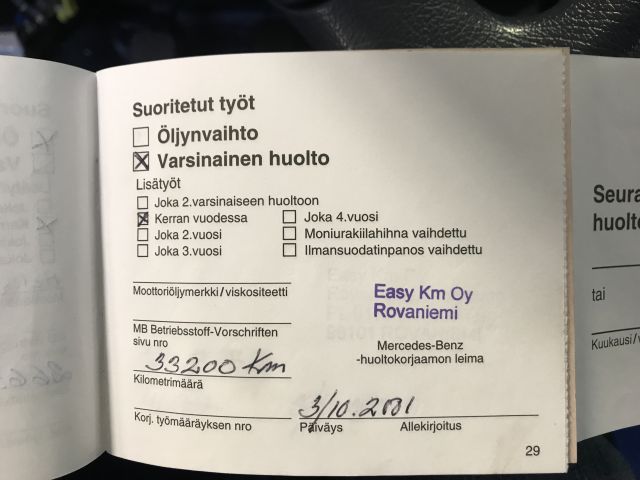 Suoritetut työt
Öljynvaihto
Varsinainen huolto
Lisätyöt
Joka 2.varsinaiseen huoltoon
Kerran vuodessa
Joka 2.vuosi
Joka 3.vuosi
Joka 4.vuosi
Moniurakiilahihna vaihdettu
Ilmansuodatinpanos vaihdettu
Moottoriöljymerkki/viskositeetti
MB Betriebsstoff-Vorschriften
sivu nro
33200 Km
Kilometrimäärä
Korj. työmääräyksen nro
Easy Km Oy
Rovaniemi
Mercedes-Benz
-huoltokorjaamon leima
3/10.2001
Päiväys
Allekirjoitus
29
Seura
huolto
tai
Kuukausi/v